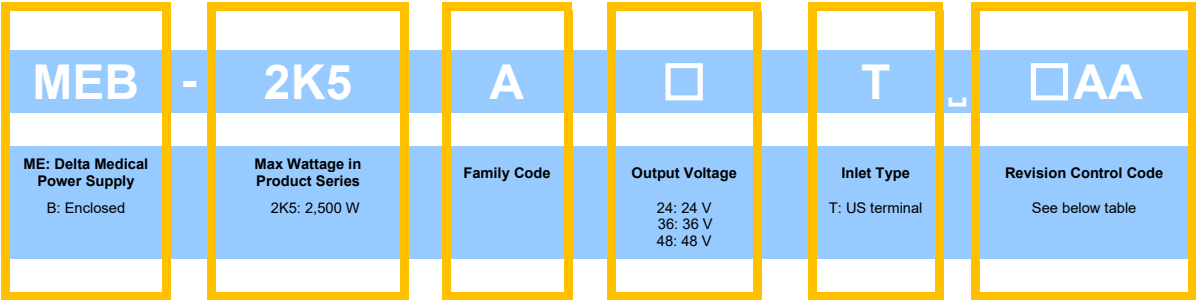 MEB - 2K5 A □ T ␣ □AA
ME: Delta Medical
Power Supply
B: Enclosed
Max Wattage in
Product Series
2K5: 2,500 W
Family Code
Output Voltage
24: 24 V
36: 36 V
48: 48 V
Inlet Type
T: US terminal
Revision Control Code
See below table